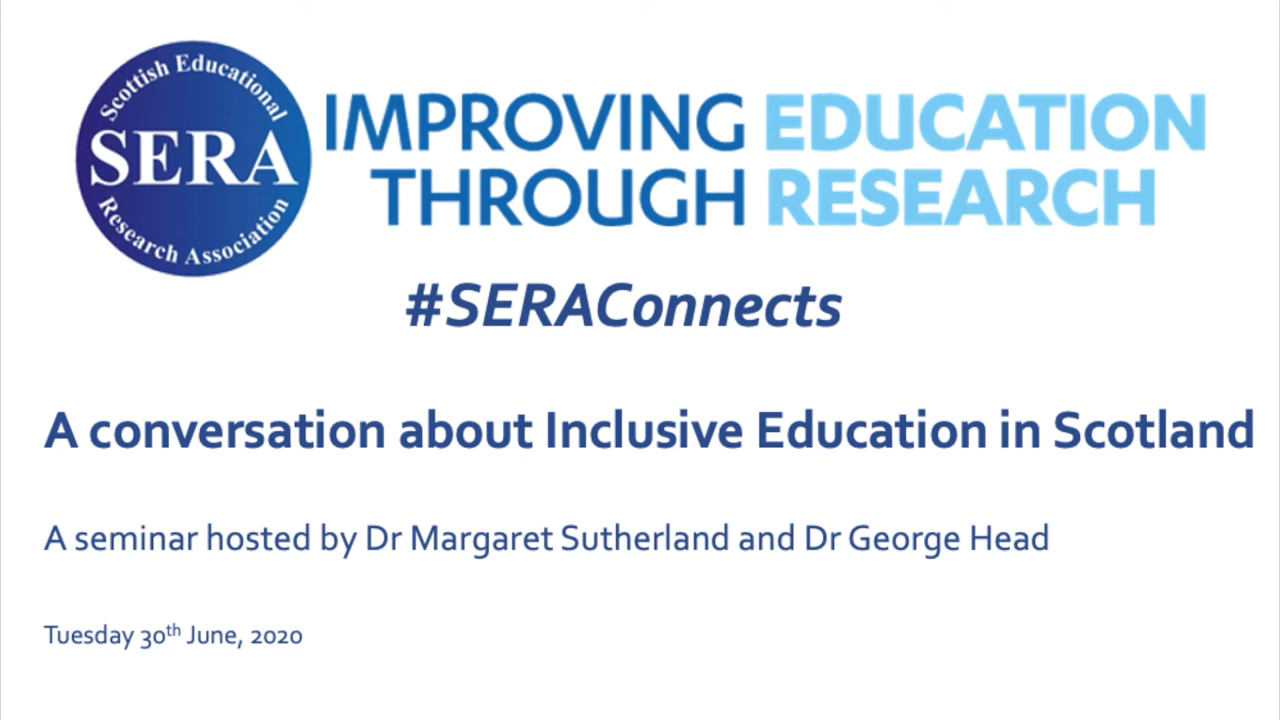 Scottish Educational
SERA
Research Association
IMPROVING EDUCATION
THROUGH RESEARCH
#SERAConnects
A conversation about Inclusive Education in Scotland
A seminar hosted by Dr Margaret Sutherland and Dr George Head
Tuesday 30th June, 2020